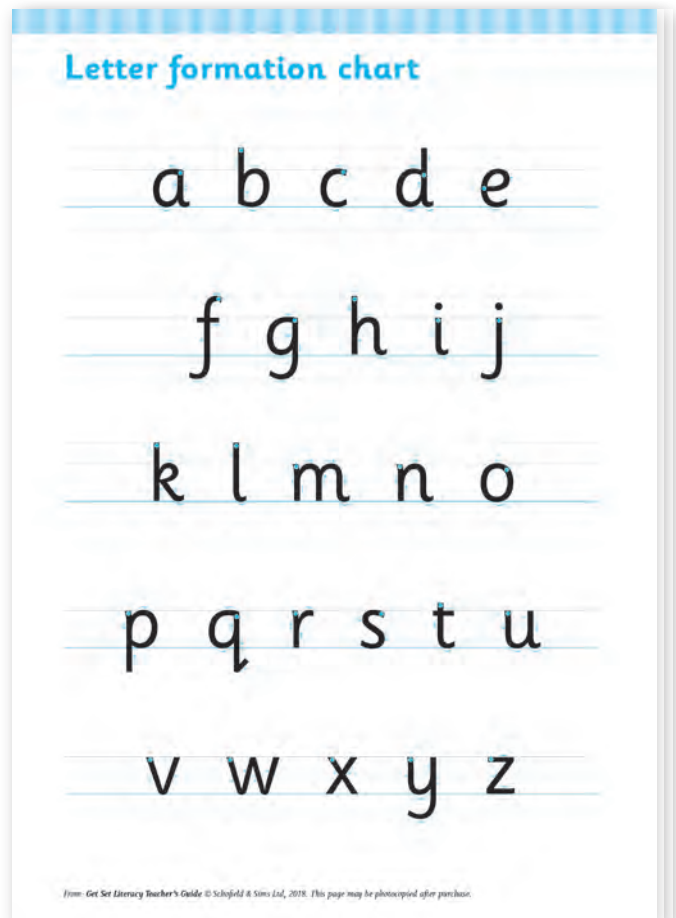 Letter formation chart
a b c d e
f g h i j
k l m n o
p q r s t u
v w x y z
From: Get Set Literacy Teacher's Guide © Schofield & Sims Ltd, 2018. This page may be photocopied after purchase.